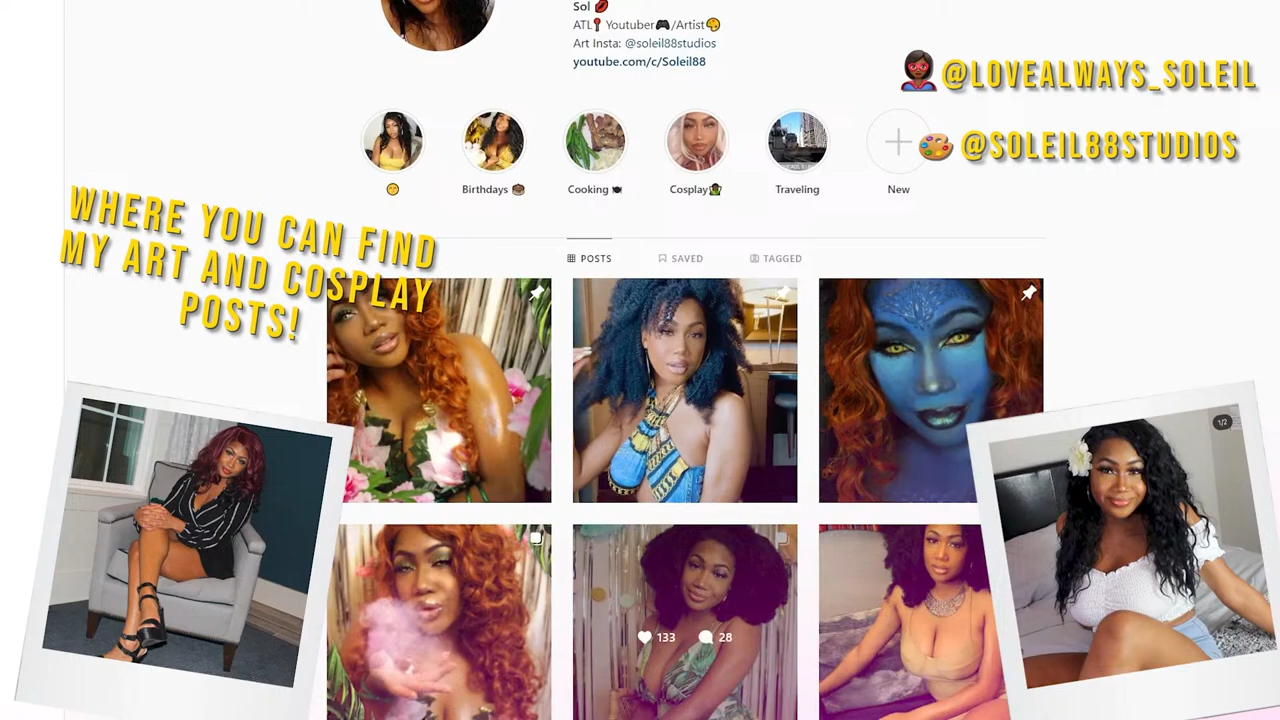 Sol 💋
ATL📍 Youtuber🎮/Artist🎨
Art Insta: @soleil88studios
youtube.com/c/Soleil88
@LOVEALWAYS_SOLEIL
@SOLEIL88STUDIOS
Birthdays
Cooking
Cosplay
Traveling
New
WHERE YOU CAN FIND
MY ART AND COSPLAY
POSTS!
POSTS
SAVED
TAGGED
1/2
133
28